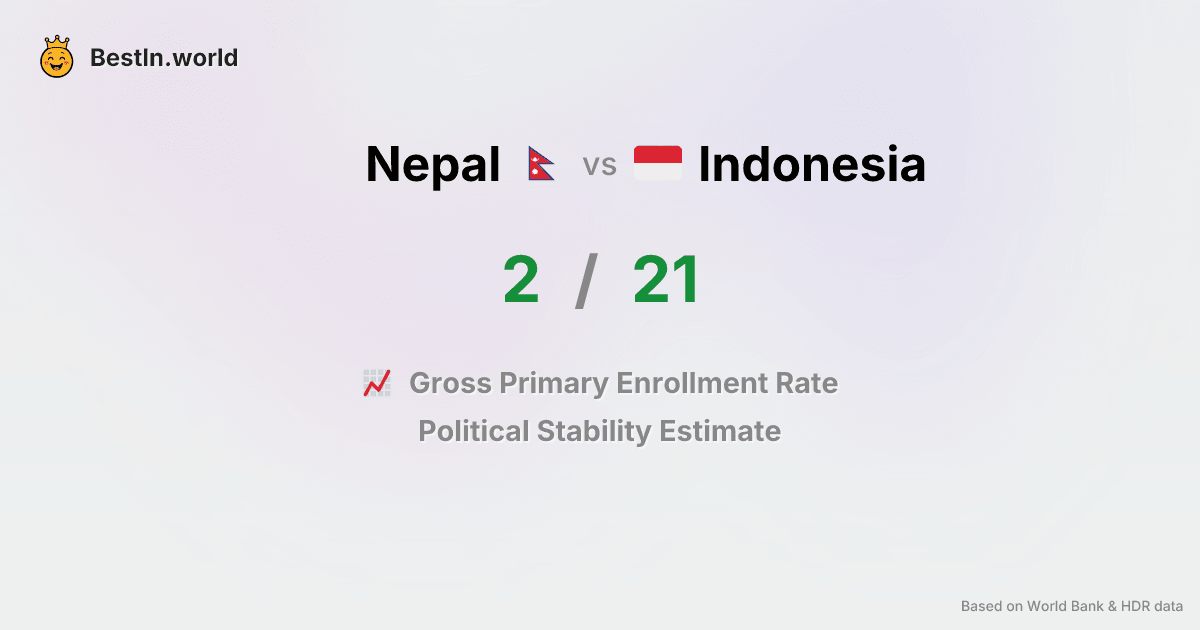 BestIn.world
Nepal vs Indonesia
2 / 21
Gross Primary Enrollment Rate
Political Stability Estimate
Based on World Bank & HDR data